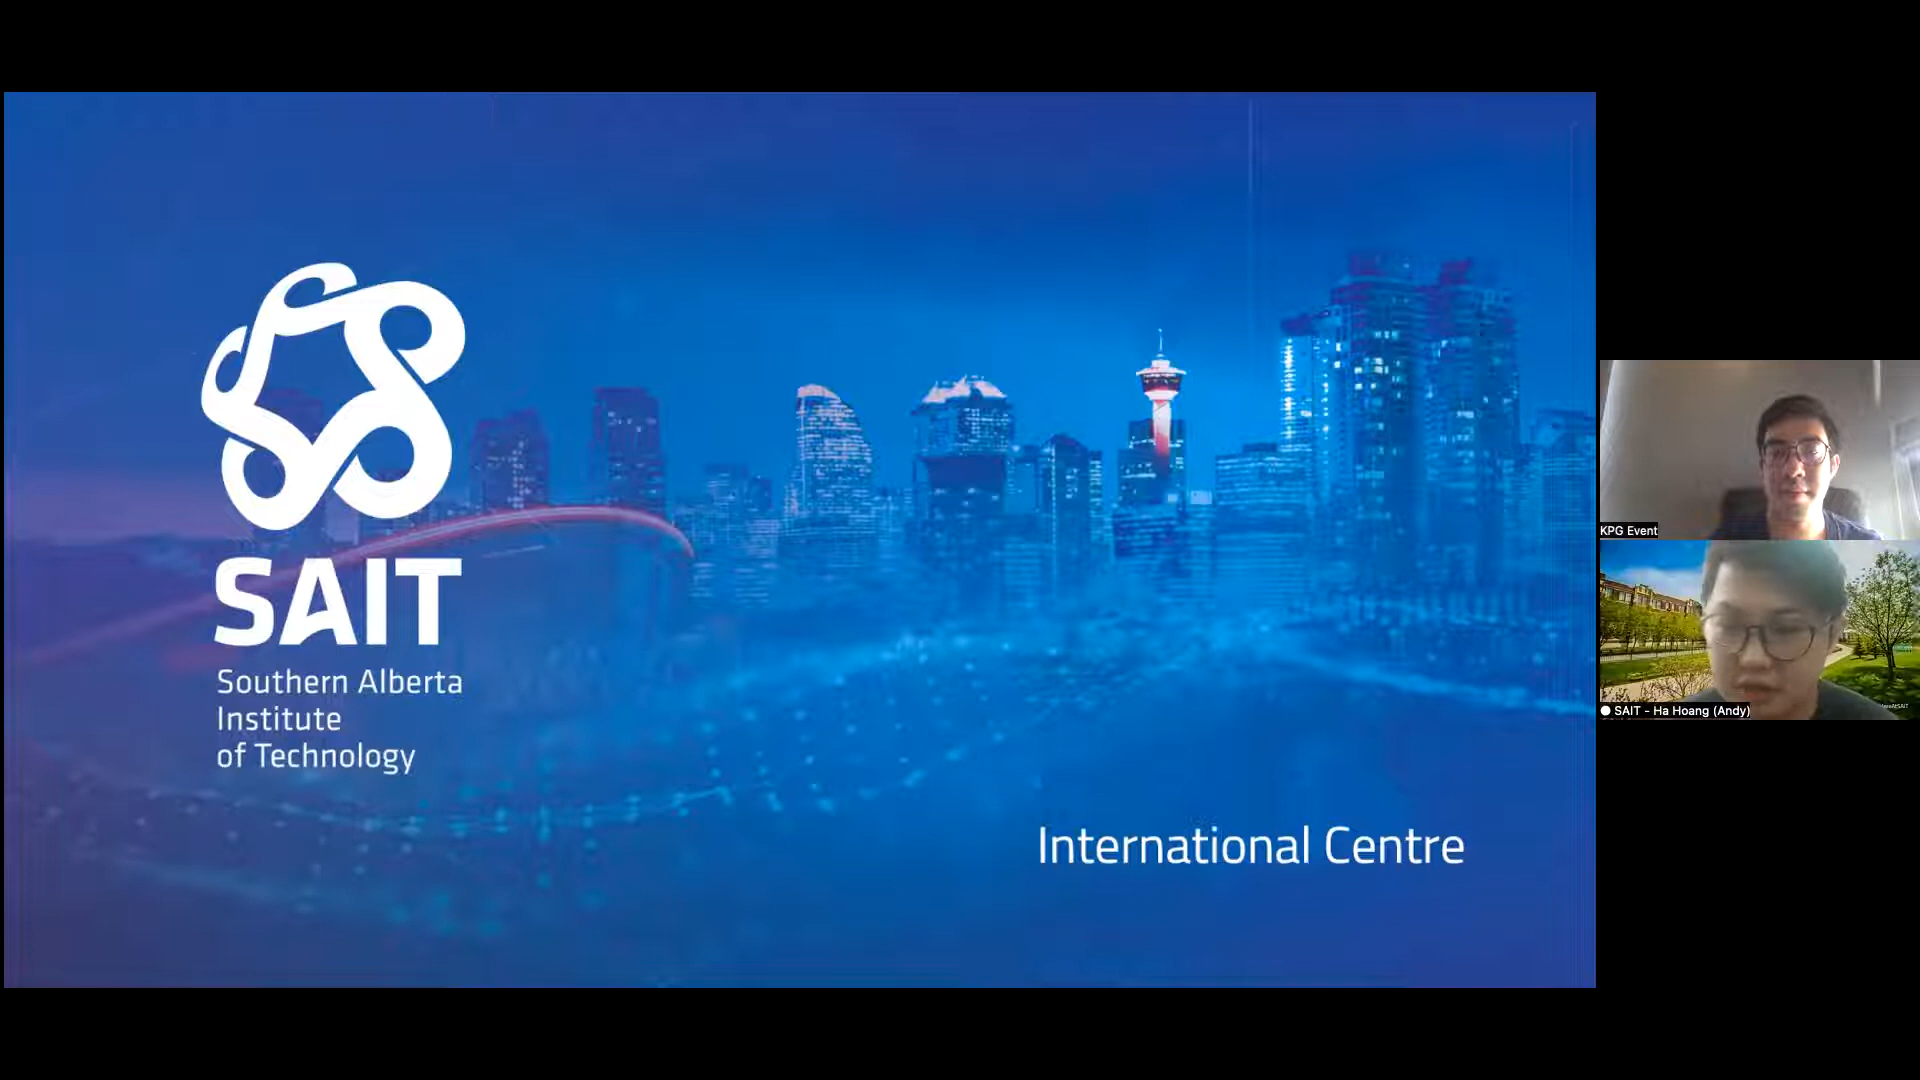 SAIT
Southern Alberta
Institute
of Technology
International Centre
KPG Event
SAIT - Ha Hoang (Andy)